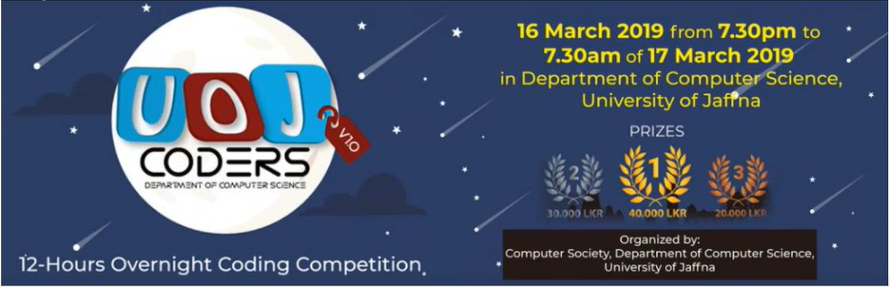 UOJ
V1.0
CODERS
DEPARTMENT OF COMPUTER SCIENCE
12-Hours Overnight Coding Competition
16 March 2019 from 7.30pm to
7.30am of 17 March 2019
in Department of Computer Science,
University of Jaffna
PRIZES
2 1 3
30.000 LKR 40.000 LKR 20.000 LKR
Organized by:
Computer Society, Department of Computer Science,
University of Jaffna